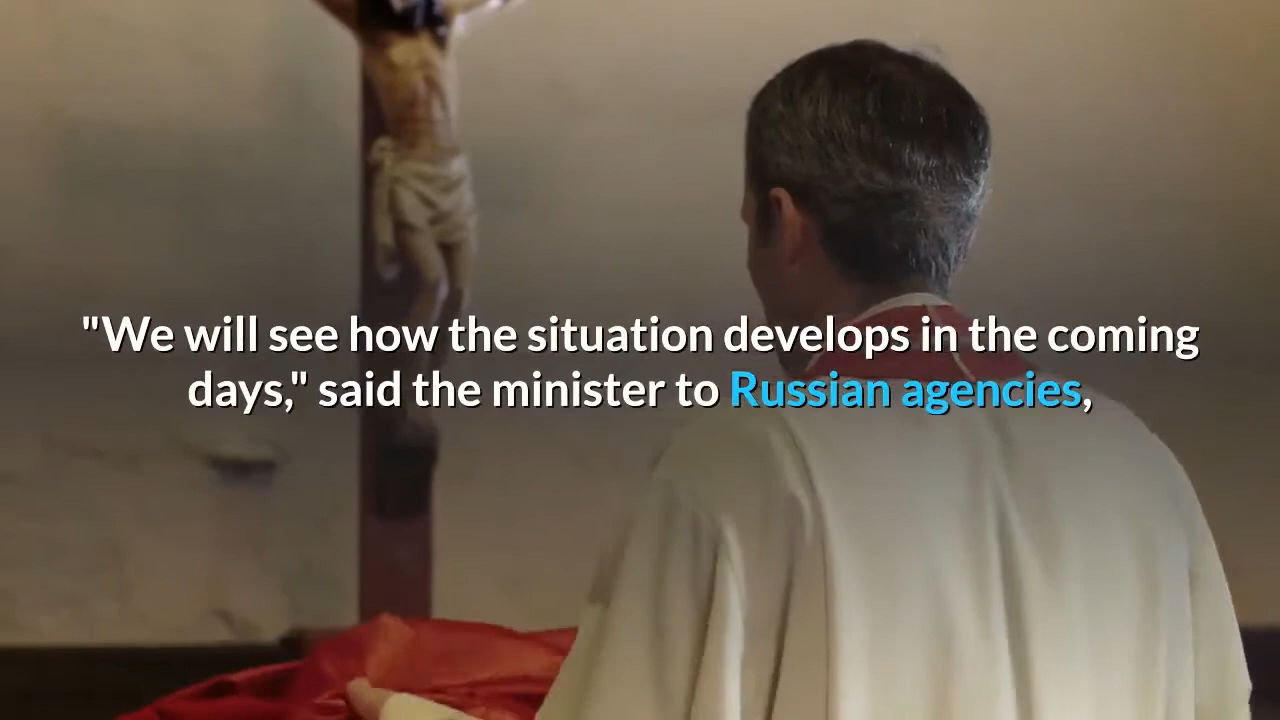 "We will see how the situation develops in the coming
days," said the minister to Russian agencies,